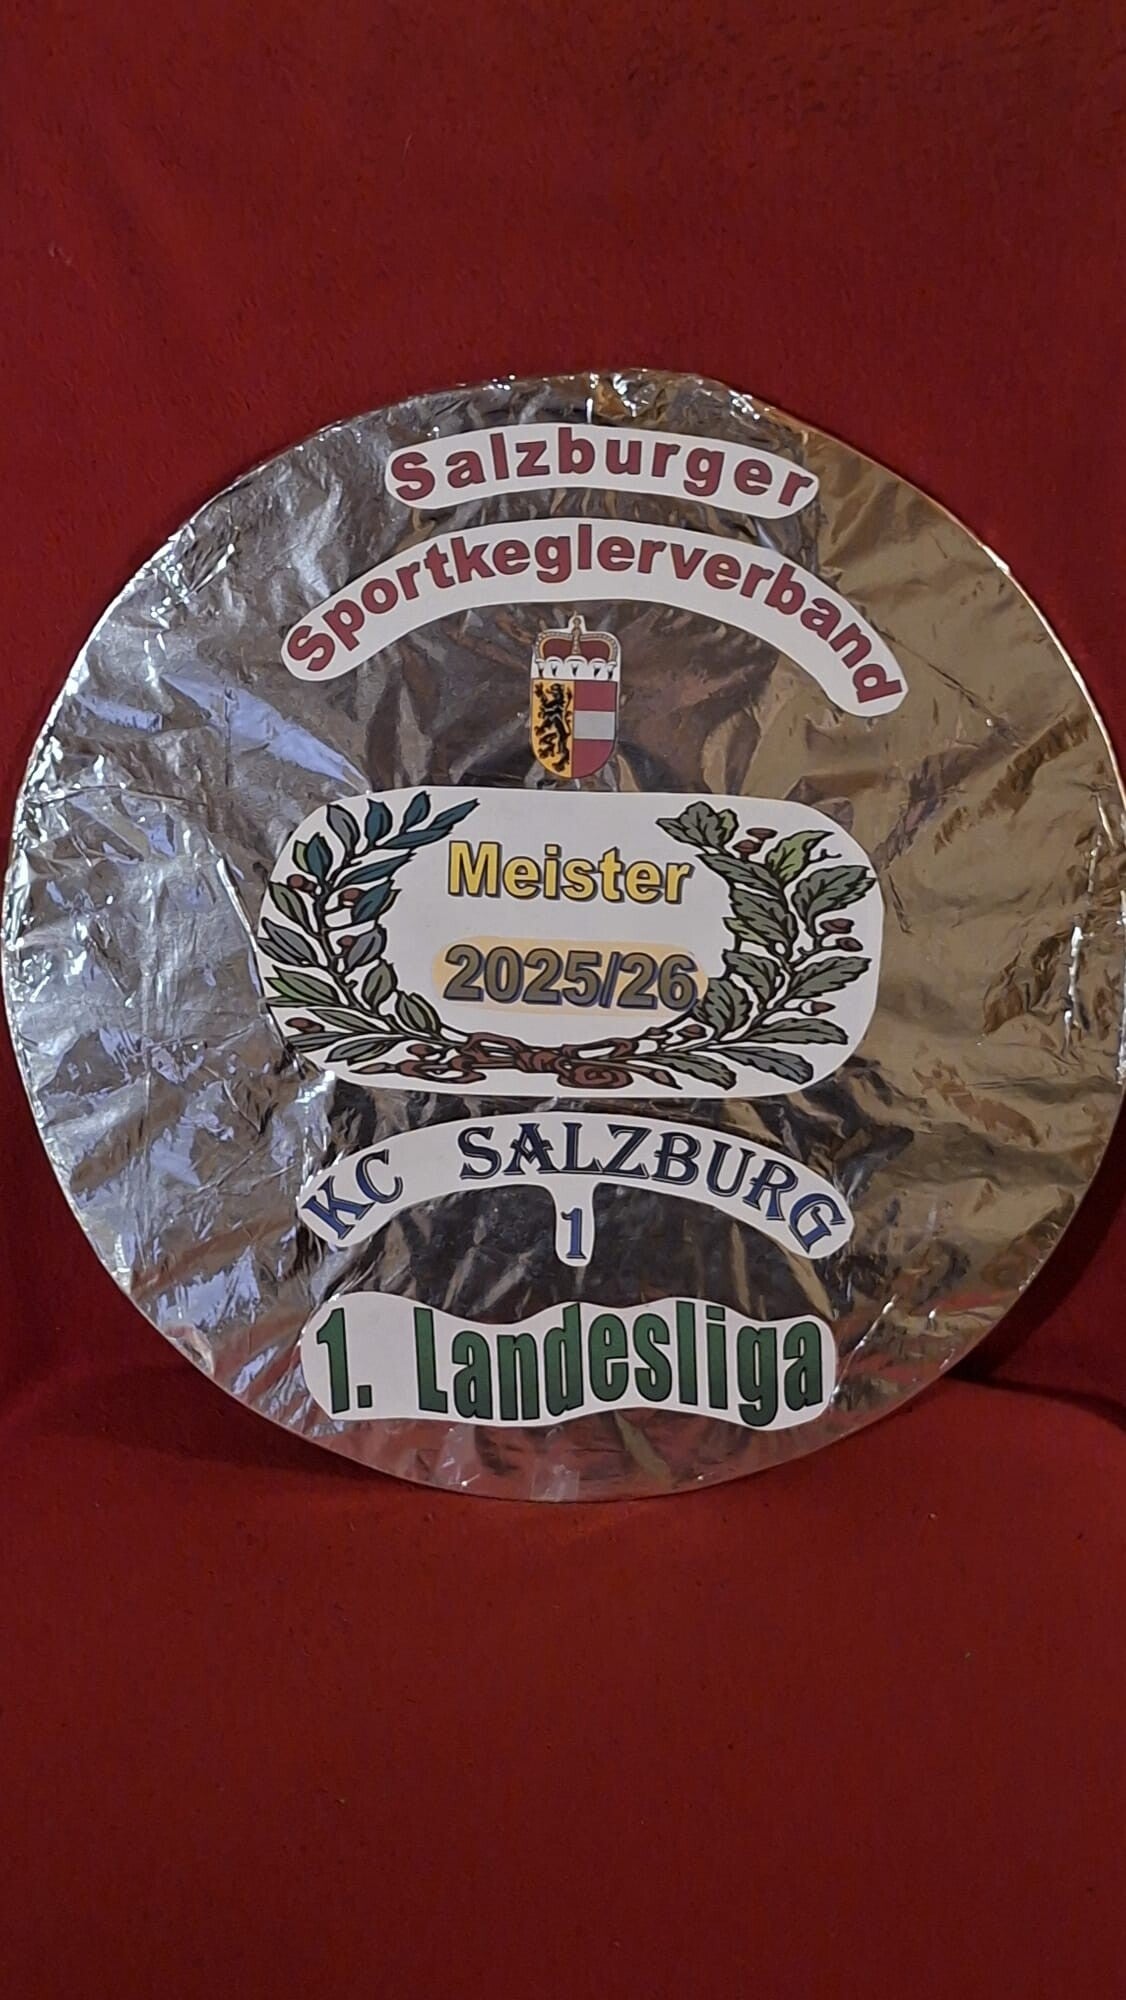 Salzburger
Sportkeglerverband
Meister
2025/26
KC SALZBURG
1
1. Landesliga